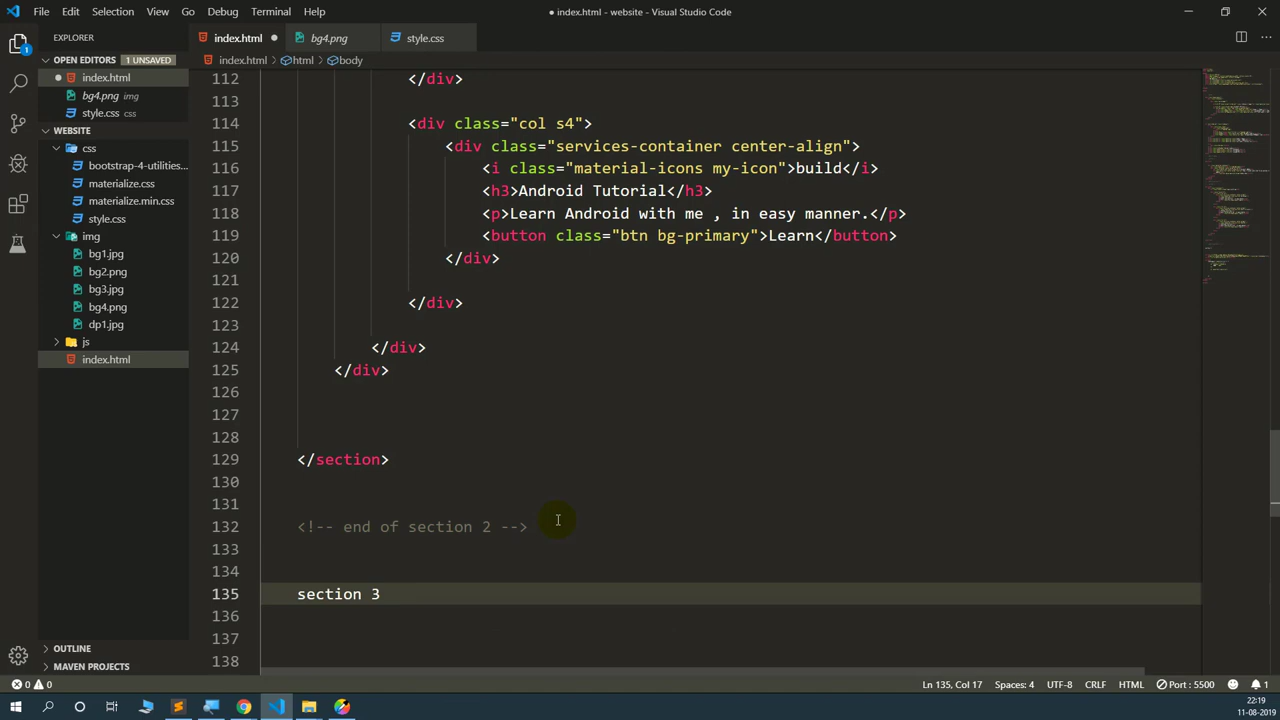 File Edit Selection View Go Debug Terminal Help
● index.html - website - Visual Studio Code
EXPLORER
index.html
bg4.png
style.css
OPEN EDITORS 1 UNSAVED
index.html html body
index.html
bg4.png img
style.css css
WEBSITE
css
bootstrap-4-utilities...
materialize.css
materialize.min.css
style.css
img
bg1.jpg
bg2.png
bg3.jpg
bg4.png
dp1.jpg
js
index.html
OUTLINE
MAVEN PROJECTS
112 </div>
113
114 <div class="col s4">
115 <div class="services-container center-align">
116 <i class="material-icons my-icon">build</i>
117 <h3>Android Tutorial</h3>
118 <p>Learn Android with me , in easy manner.</p>
119 <button class="btn bg-primary">Learn</button>
120 </div>
121
122 </div>
123
124 </div>
125 </div>
126
127
128
129 </section>
130
131
132 <!-- end of section 2 -->
133
134
135 section 3
136
137
138
0 0
Ln 135, Col 17 Spaces: 4 UTF-8 CRLF HTML Port : 5500 1
1
22:19
11-08-2019